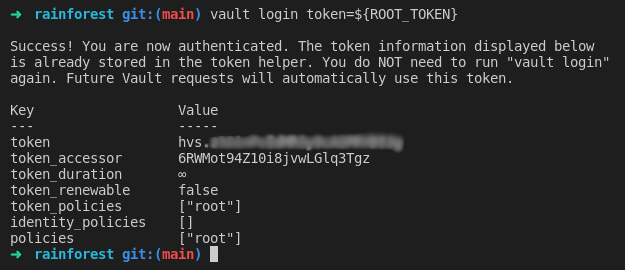 ➜ rainforest git:(main) vault login token=${ROOT_TOKEN}
Success! You are now authenticated. The token information displayed below
is already stored in the token helper. You do NOT need to run "vault login"
again. Future Vault requests will automatically use this token.
Key Value
--- -----
token hvs.
token_accessor 6RWMot94Z10i8jvwLGlq3Tgz
token_duration ∞
token_renewable false
token_policies ["root"]
identity_policies []
policies ["root"]
➜ rainforest git:(main)